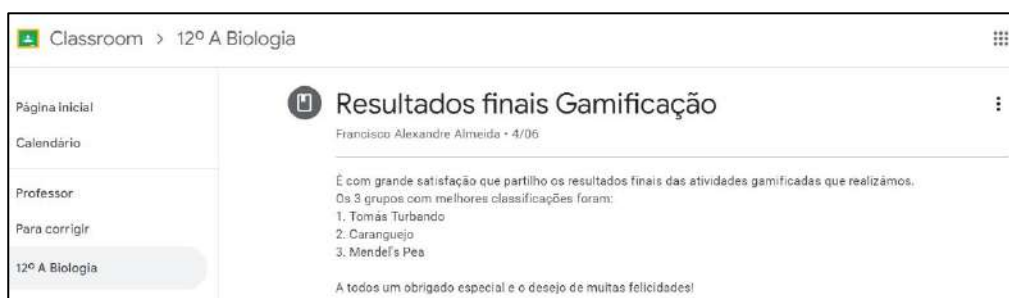 Classroom > 12º A Biologia
Página inicial
Calendário
Professor
Para corrigir
12º A Biologia
Resultados finais Gamificação
Francisco Alexandre Almeida • 4/06
É com grande satisfação que partilho os resultados finais das atividades gamificadas que realizámos.
Os 3 grupos com melhores classificações foram:
1. Tomás Turbando
2. Caranguejo
3. Mendel's Pea
A todos um obrigado especial e o desejo de muitas felicidades!